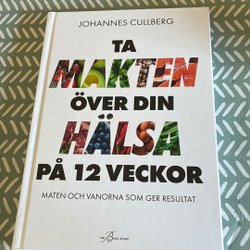 JOHANNES CULLBERG
TA
MAKTEN
ÖVER DIN
HÄLSA
PÅ 12 VECKOR
MATEN OCH VANORNA SOM GER RESULTAT